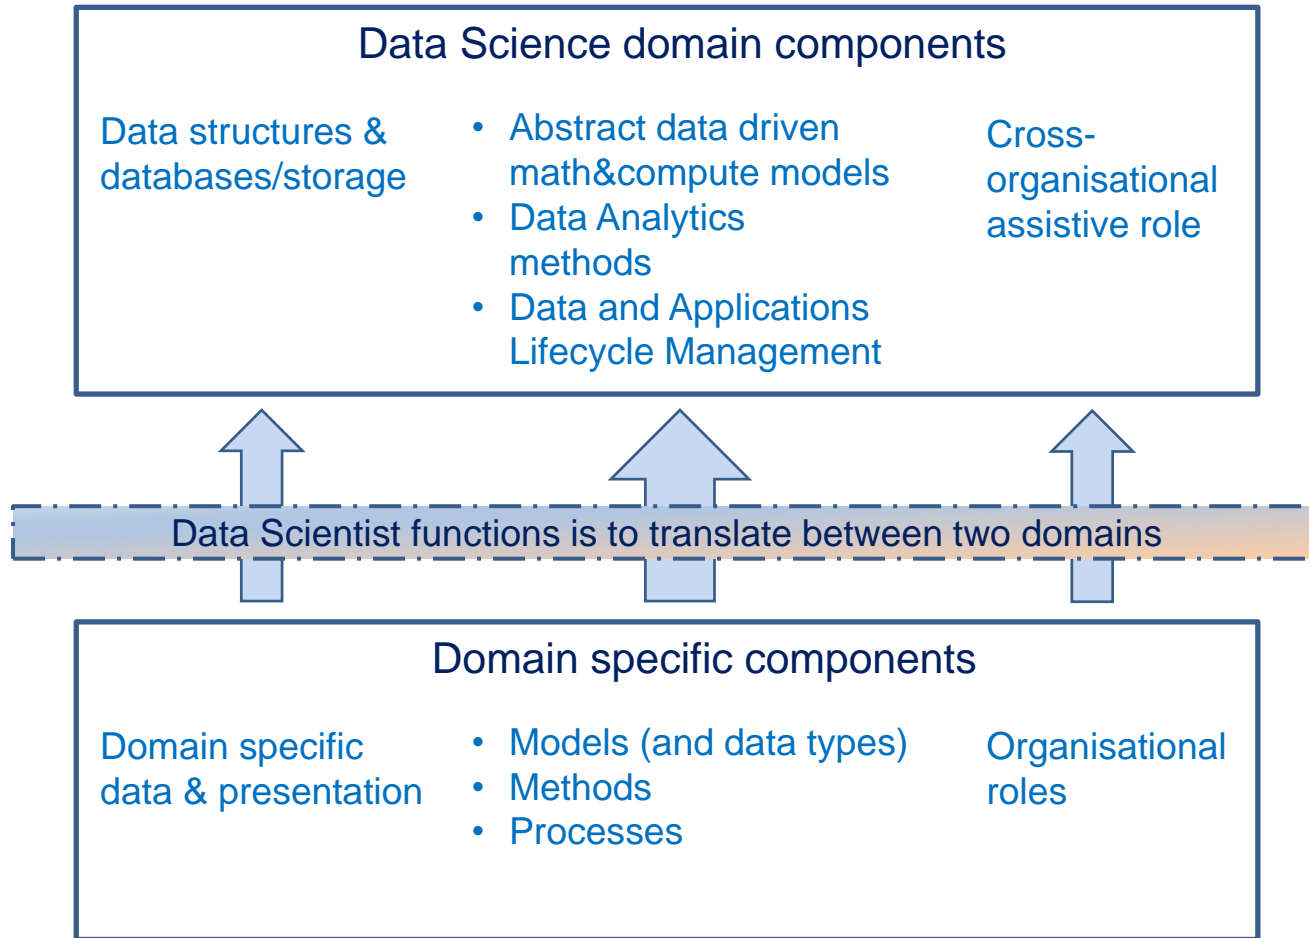 Data Science domain components
Data structures &
databases/storage
• Abstract data driven
math&compute models
• Data Analytics
methods
• Data and Applications
Lifecycle Management
Cross-
organisational
assistive role
Data Scientist functions is to translate between two domains
Domain specific components
Domain specific
data & presentation
• Models (and data types)
• Methods
• Processes
Organisational
roles